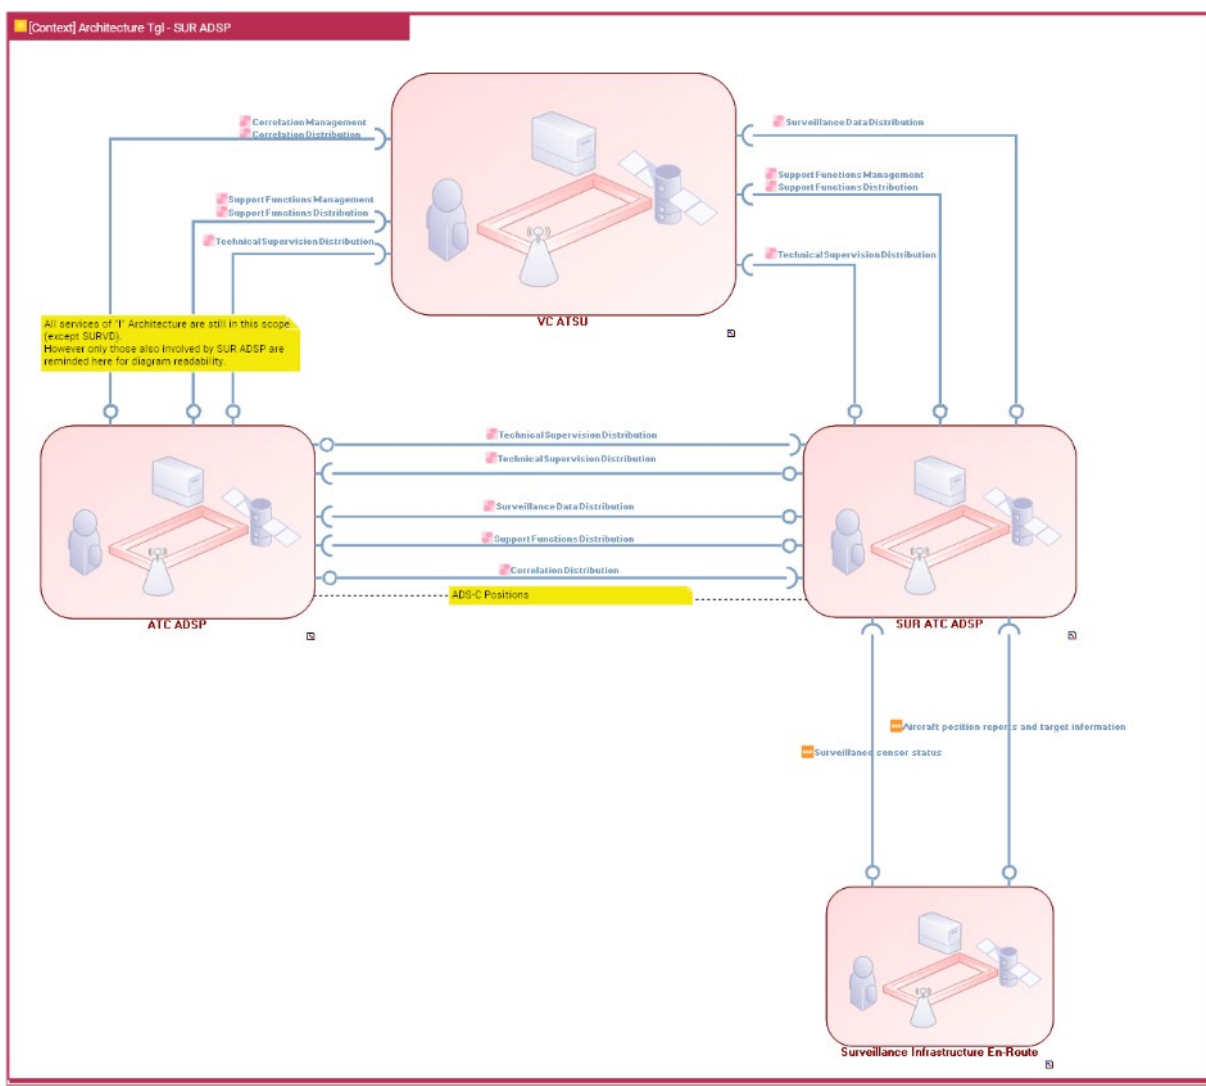 [Context] Architecture Tgl - SUR ADSP
Correlation Management
Correlation Distribution
Surveillance Data Distribution
Support Functions Management
Support Functions Distribution
Support Functions Management
Support Functions Distribution
Technical Supervision Distribution
Technical Supervision Distribution
VC ATSU
All services of "I" Architecture are still in this scope
(except SURVD).
However only those also involved by SUR ADSP are
reminded here for diagram readability.
Technical Supervision Distribution
Technical Supervision Distribution
Surveillance Data Distribution
Support Functions Distribution
Correlation Distribution
ADS-C Positions
ATC ADSP
SUR ATC ADSP
Aircraft position reports and target information
Surveillance sensor status
Surveillance Infrastructure En-Route